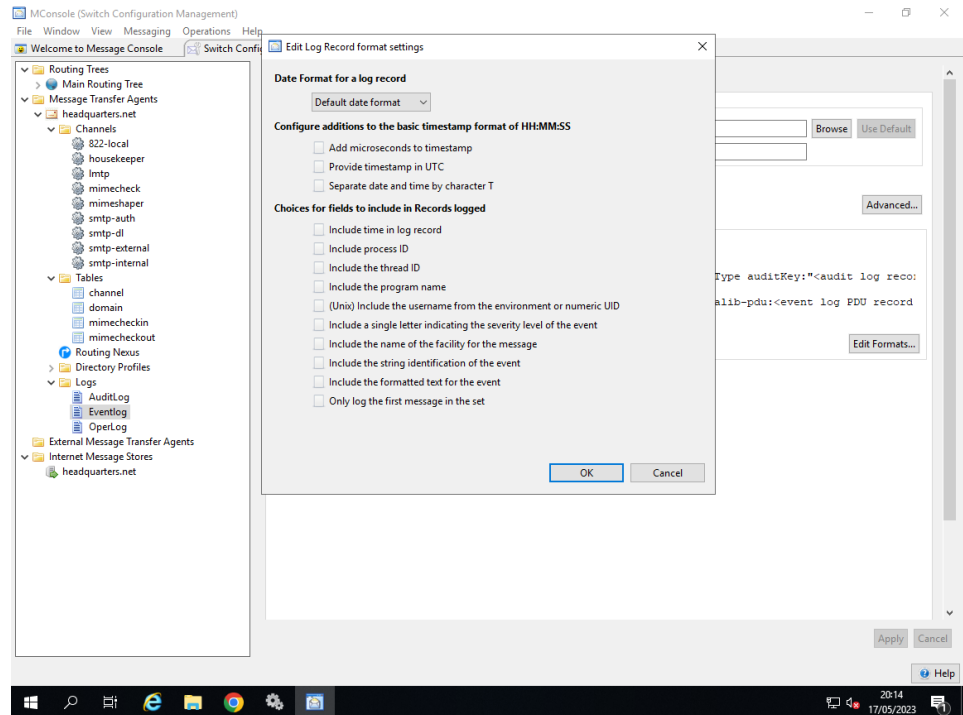 MConsole (Switch Configuration Management)
File Window View Messaging Operations Help
Welcome to Message Console
Switch Config
Routing Trees
Main Routing Tree
Message Transfer Agents
headquarters.net
Channels
822-local
housekeeper
lmtp
mimecheck
mimeshaper
smtp-auth
smtp-dl
smtp-external
smtp-internal
Tables
channel
domain
mimecheckin
mimecheckout
Routing Nexus
Directory Profiles
Logs
AuditLog
Eventlog
OperLog
External Message Transfer Agents
Internet Message Stores
headquarters.net
Edit Log Record format settings
Date Format for a log record
Default date format
Configure additions to the basic timestamp format of HH:MM:SS
Add microseconds to timestamp
Provide timestamp in UTC
Separate date and time by character T
Choices for fields to include in Records logged
Include time in log record
Include process ID
Include the thread ID
Include the program name
(Unix) Include the username from the environment or numeric UID
Include a single letter indicating the severity level of the event
Include the name of the facility for the message
Include the string identification of the event
Include the formatted text for the event
Only log the first message in the set
OK Cancel
Browse Use Default
Advanced...
Type auditKey:"<audit log reco
alib-pdu:<event log PDU record
Edit Formats...
Apply Cancel
Help
20:14
17/05/2023
1